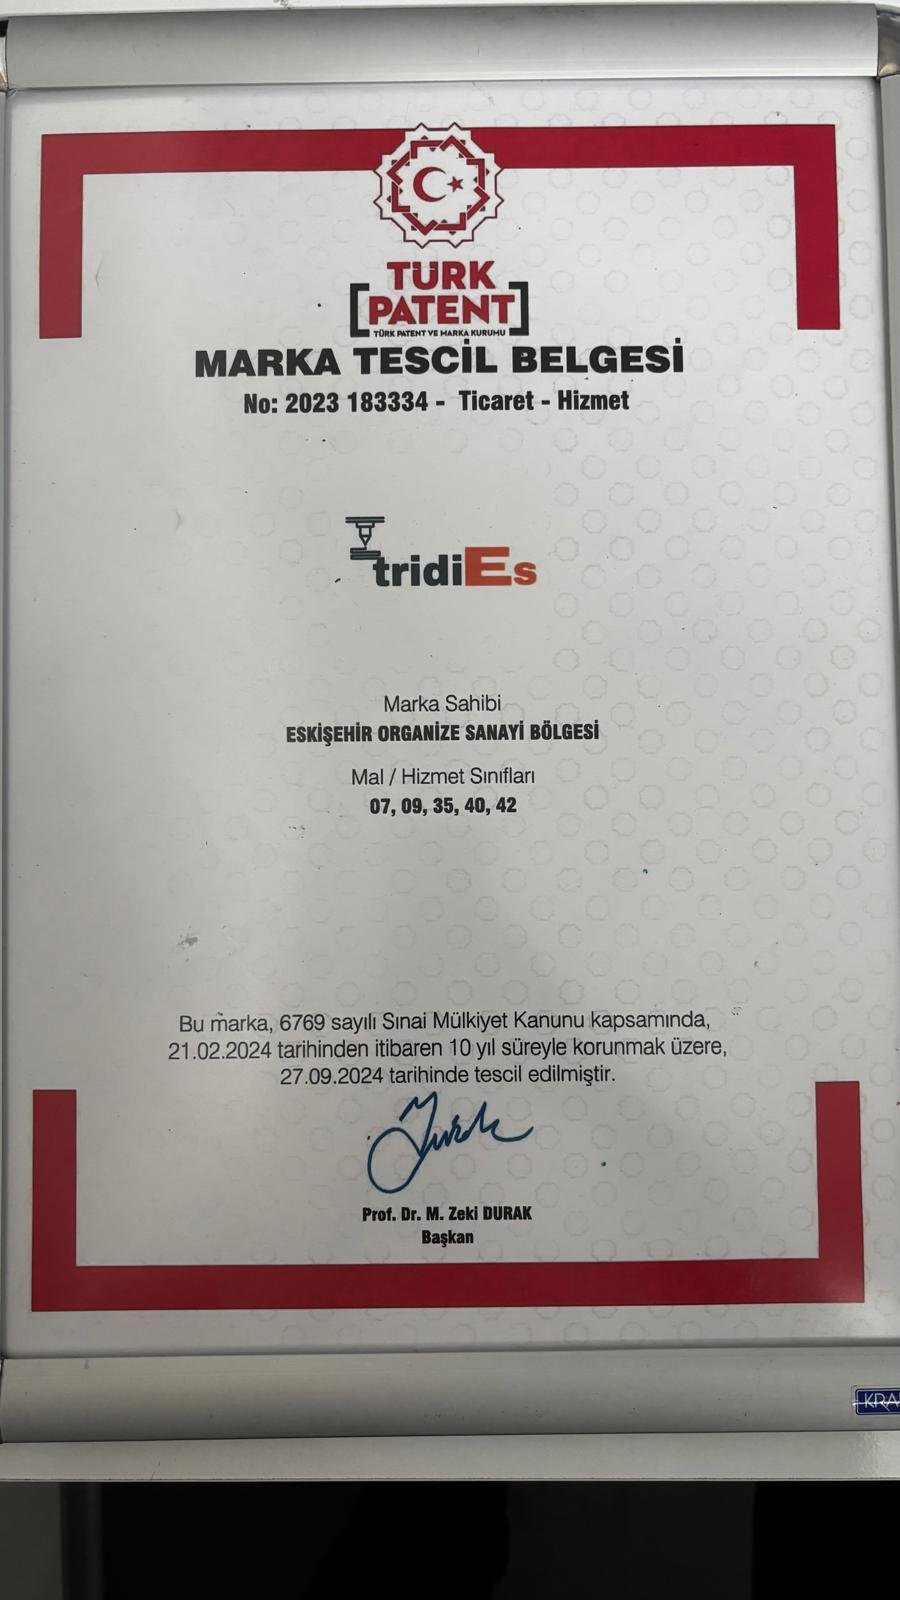 TÜRK
PATENT
TÜRK PATENT VE MARKA KURUMU
MARKA TESCİL BELGESİ
No: 2023 183334 - Ticaret - Hizmet
tridiEs
Marka Sahibi
ESKİŞEHİR ORGANİZE SANAYİ BÖLGESİ
Mal / Hizmet Sınıfları
07, 09, 35, 40, 42
Bu marka, 6769 sayılı Sınai Mülkiyet Kanunu kapsamında,
21.02.2024 tarihinden itibaren 10 yıl süreyle korunmak üzere,
27.09.2024 tarihinde tescil edilmiştir.
Prof. Dr. M. Zeki DURAK
Başkan